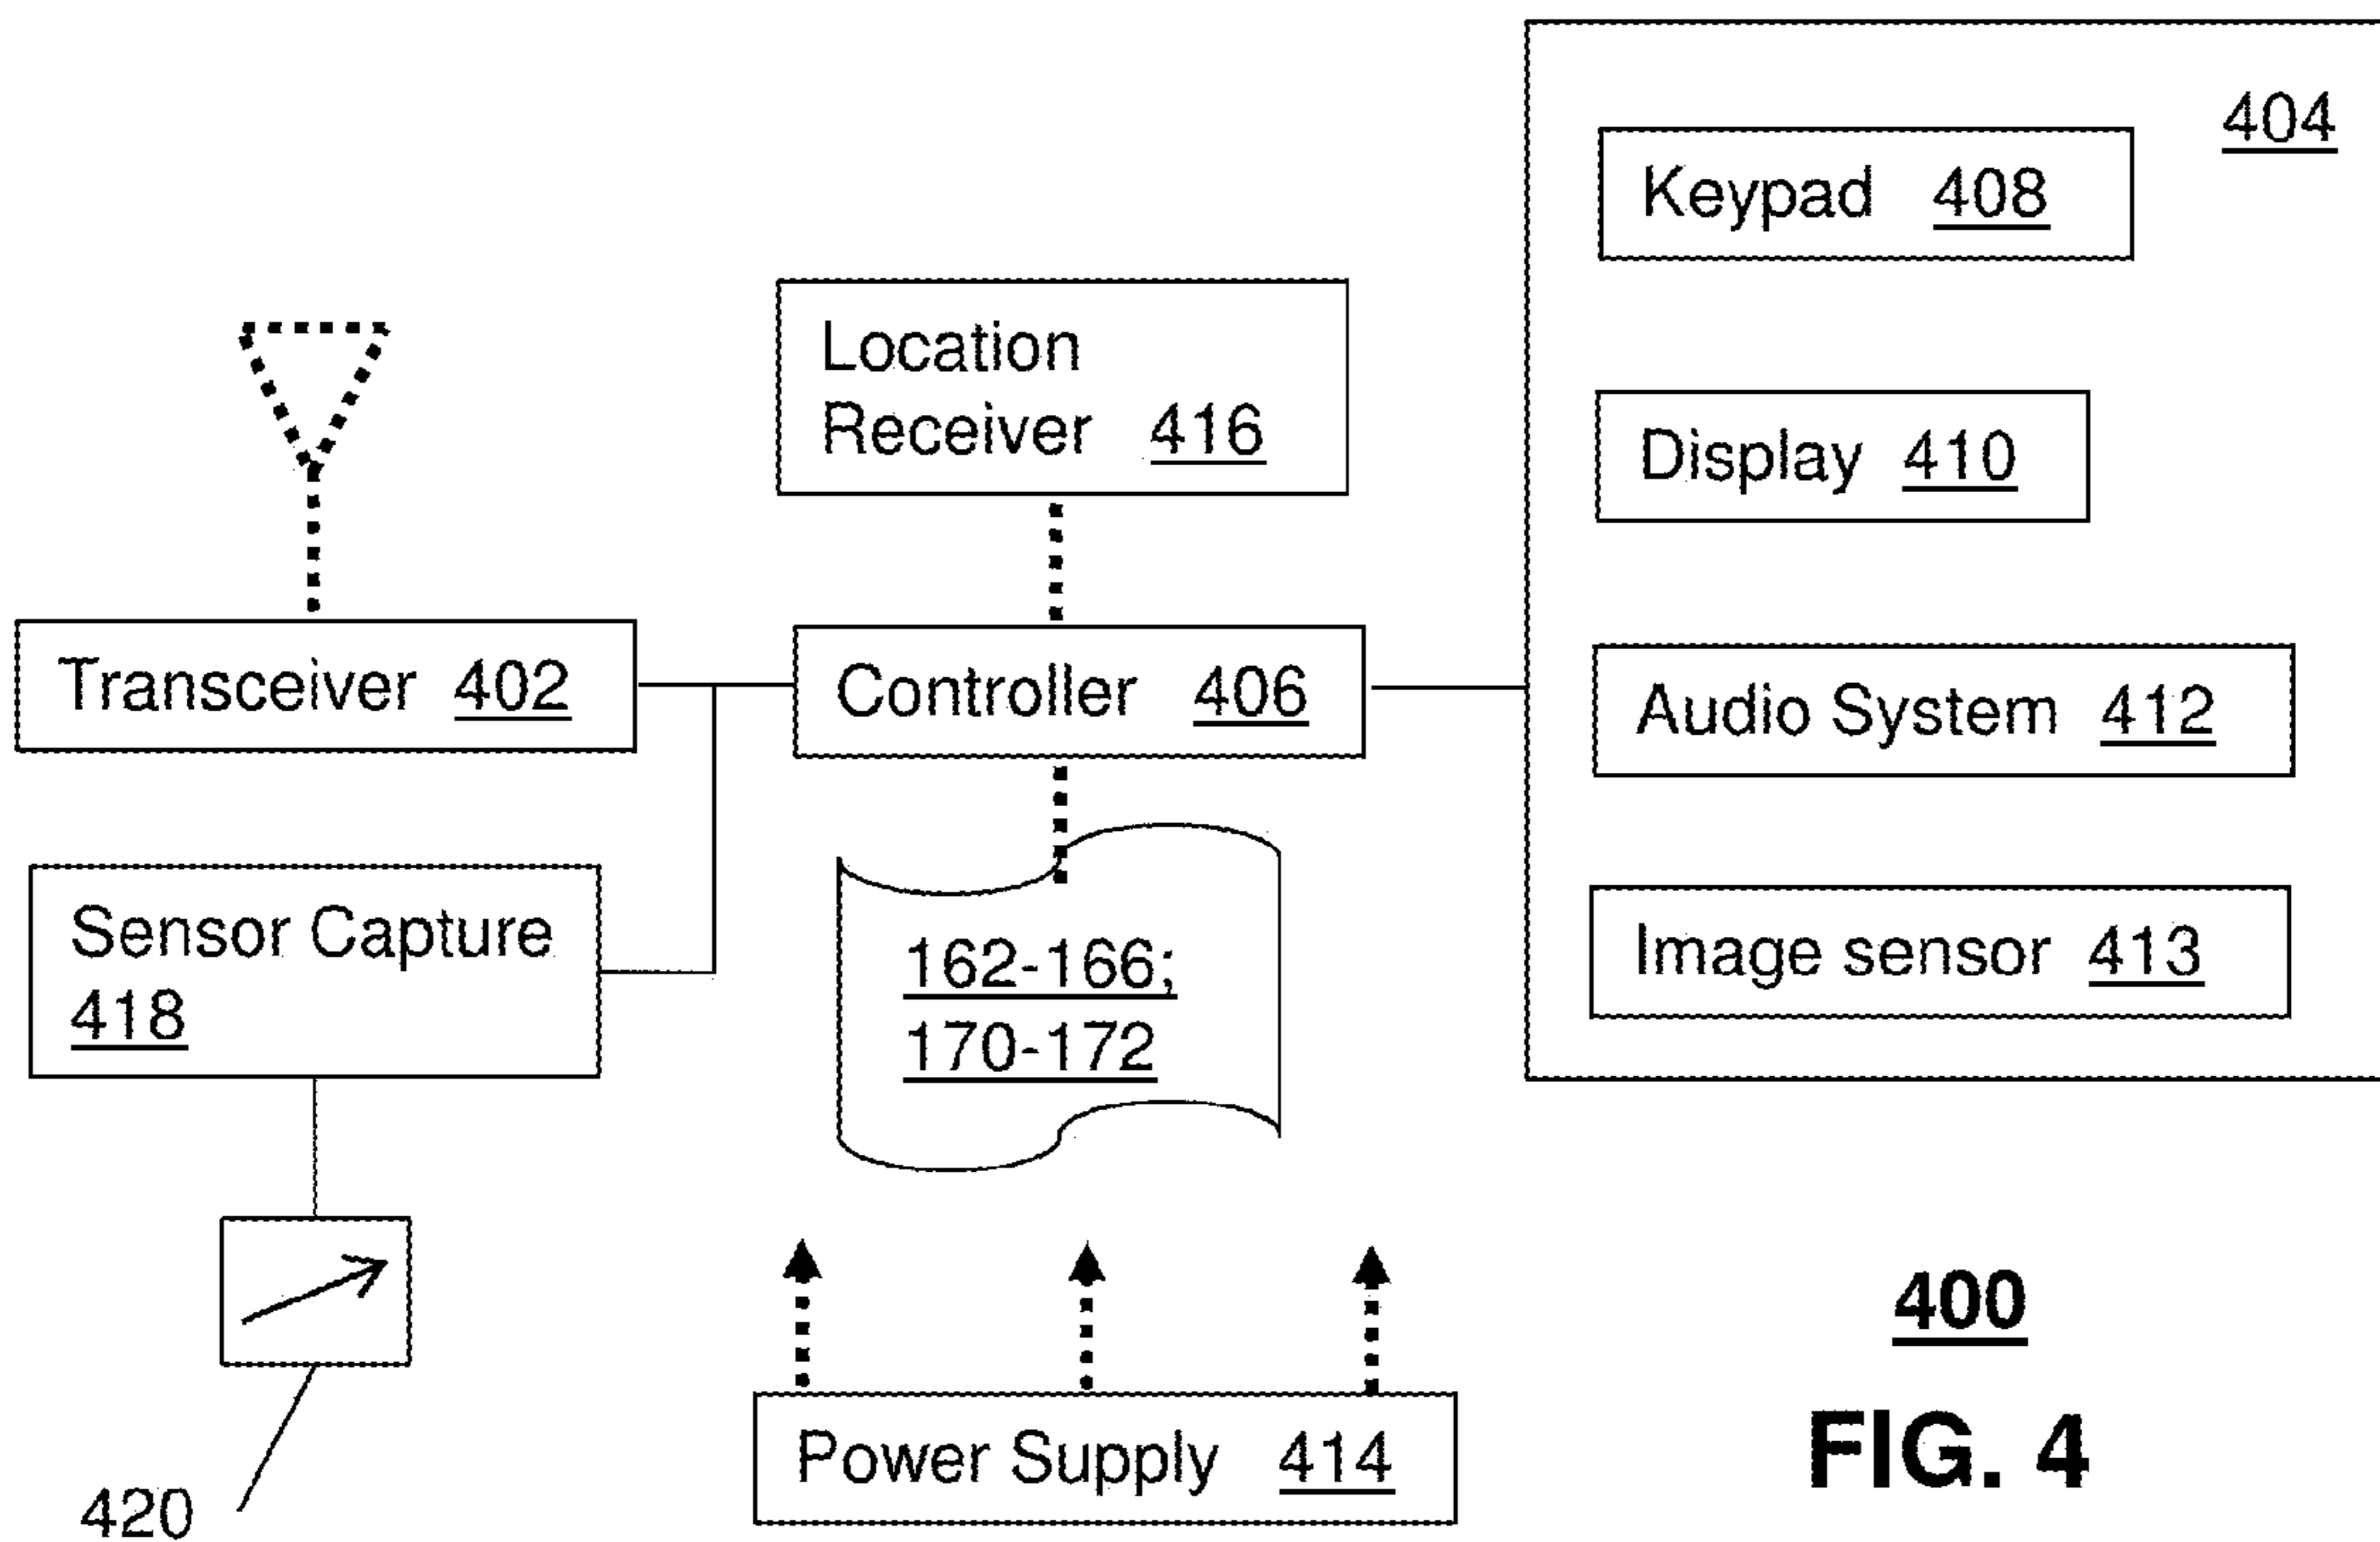 404
Keypad 408
Location
Receiver 416
Display 410
Transceiver 402
Controller 406
Audio System 412
Sensor Capture
418
162-166;
170-172
Image sensor 413
Power Supply 414
420
400
FIG. 4